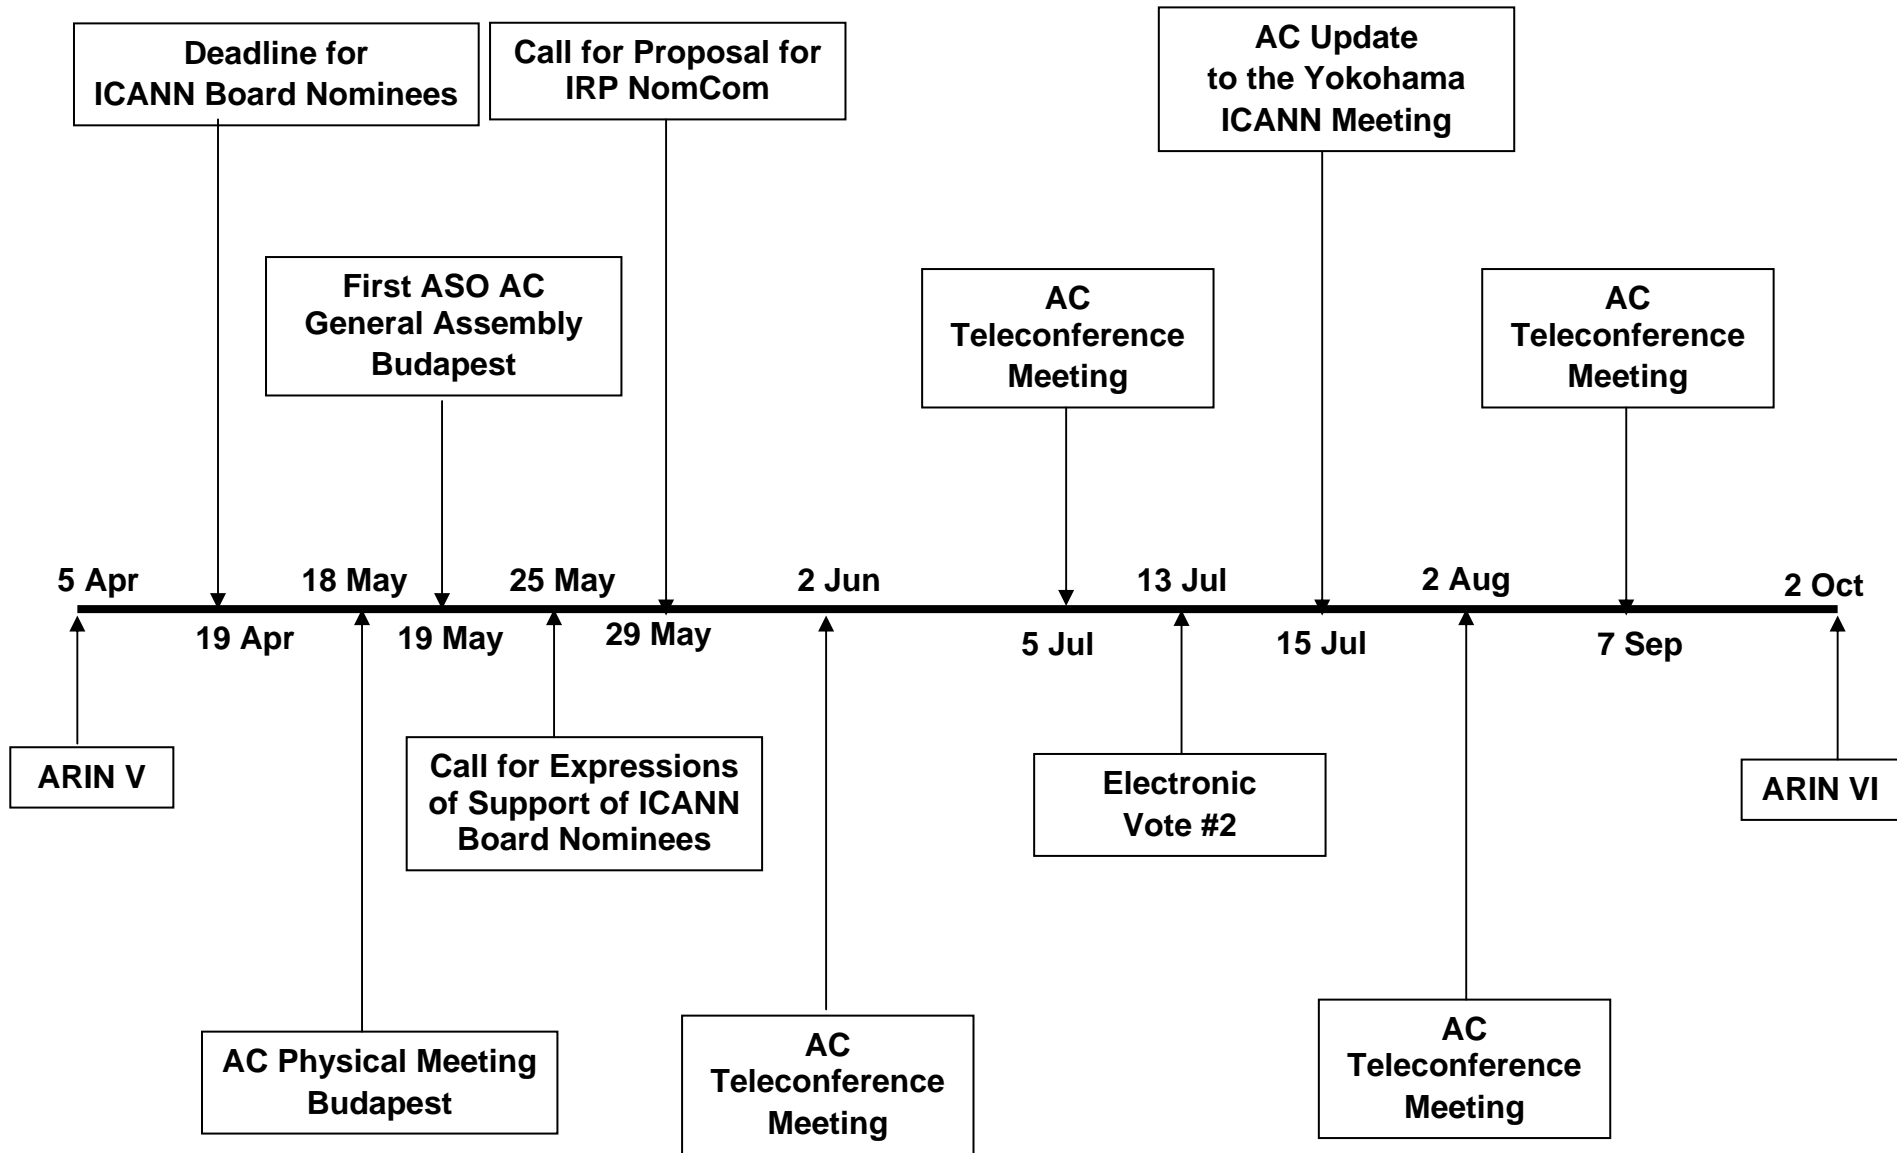 Deadline for
ICANN Board Nominees
Call for Proposal for
IRP NomCom
AC Update
to the Yokohama
ICANN Meeting
First ASO AC
General Assembly
Budapest
AC
Teleconference
Meeting
AC
Teleconference
Meeting
5 Apr
18 May
25 May
2 Jun
13 Jul
2 Aug
2 Oct
19 Apr
19 May
29 May
5 Jul
15 Jul
7 Sep
ARIN V
Call for Expressions
of Support of ICANN
Board Nominees
Electronic
Vote #2
ARIN VI
AC Physical Meeting
Budapest
AC
Teleconference
Meeting
AC
Teleconference
Meeting